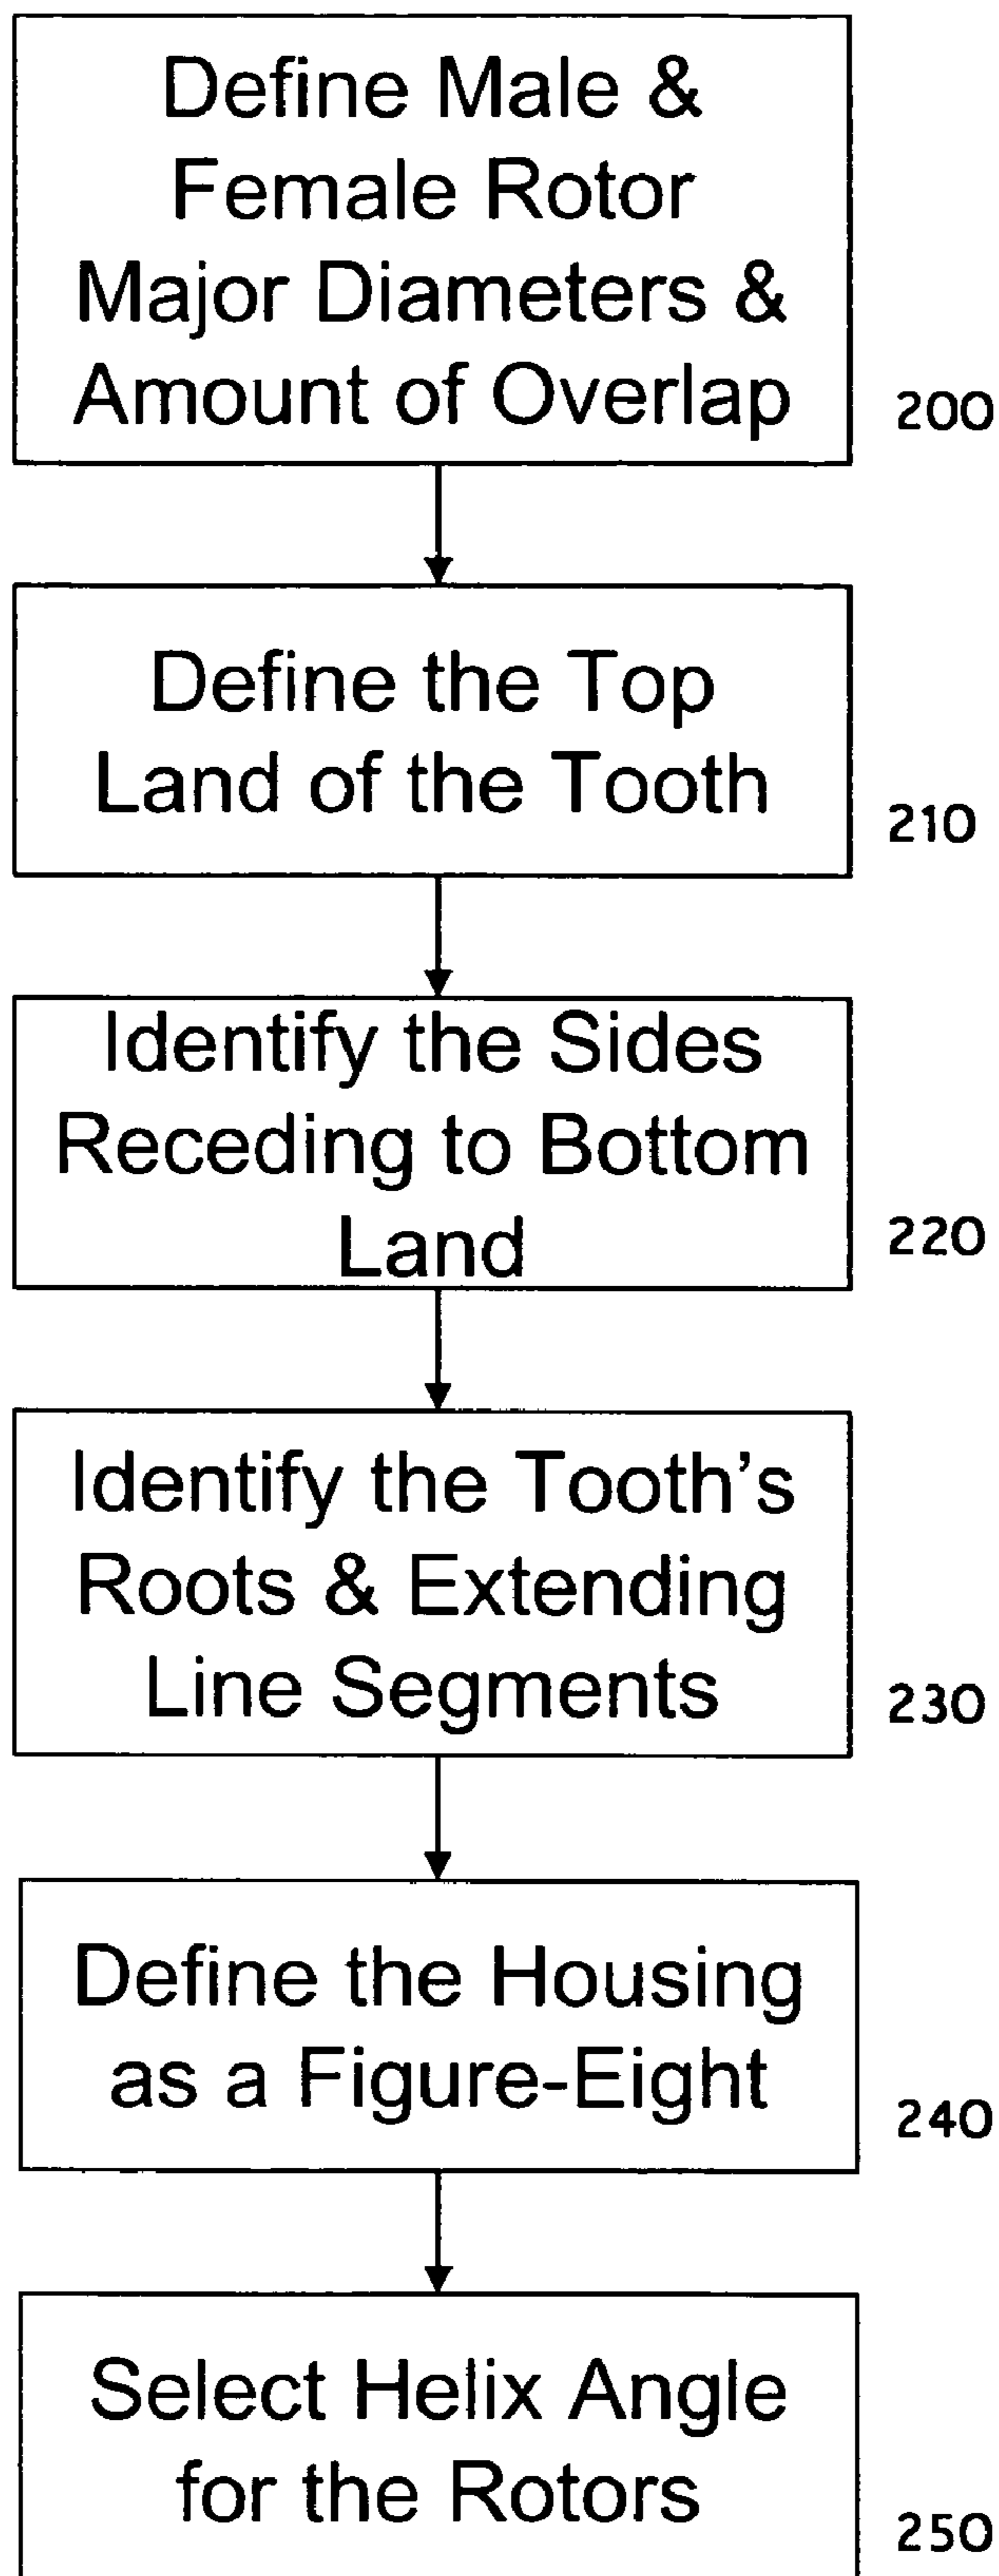 Define Male &
Female Rotor
Major Diameters &
Amount of Overlap
200
Define the Top
Land of the Tooth
210
Identify the Sides
Receding to Bottom
Land
220
Identify the Tooth's
Roots & Extending
Line Segments
230
Define the Housing
as a Figure-Eight
240
Select Helix Angle
for the Rotors
250